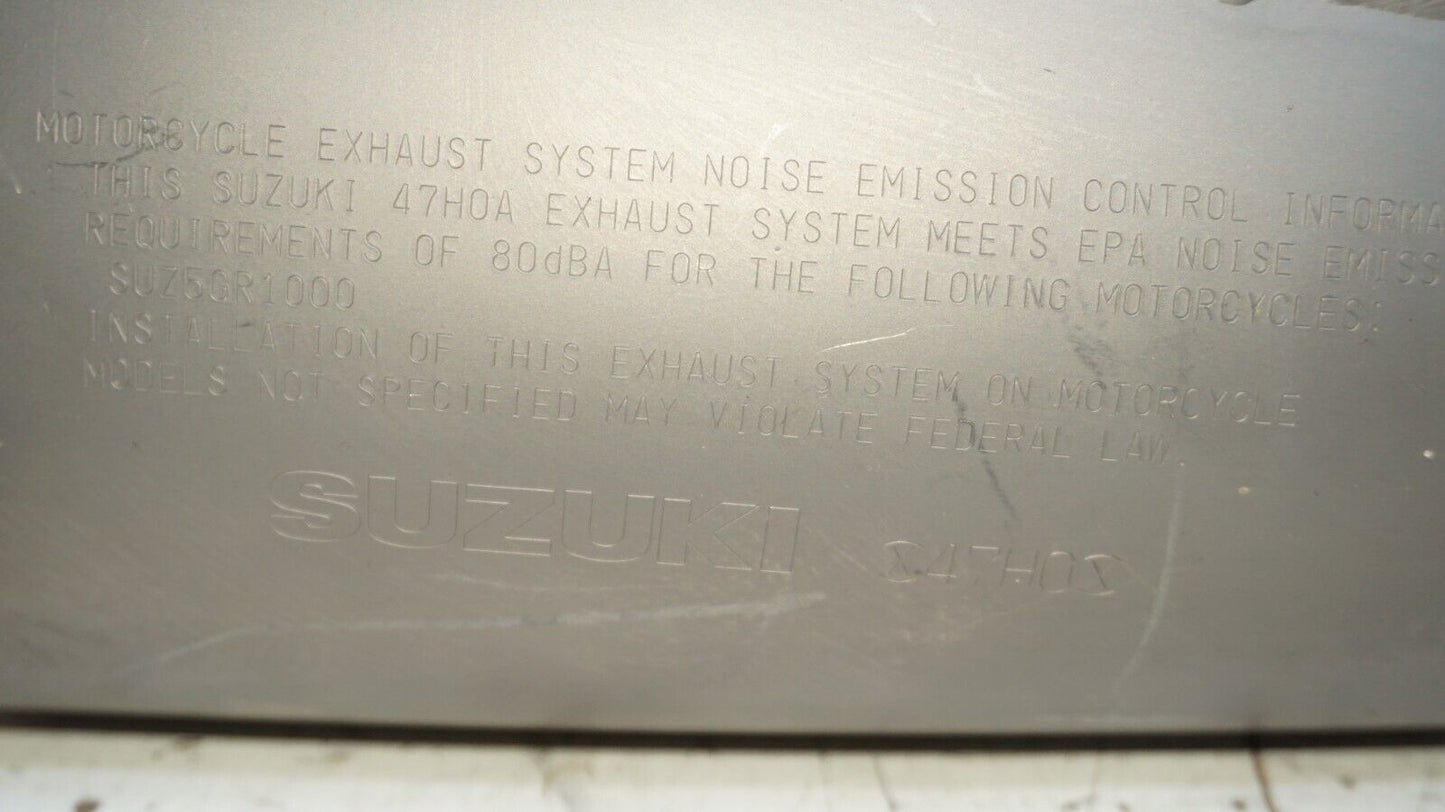 MOTORCYCLE EXHAUST SYSTEM NOISE EMISSION CONTROL INFORMA
THIS SUZUKI 47H0A EXHAUST SYSTEM MEETS EPA NOISE EMISS
REQUIREMENTS OF 80dBA FOR THE FOLLOWING MOTORCYCLES:
SUZ5GR1000
INSTALLATION OF THIS EXHAUST SYSTEM ON MOTORCYCLE
MODELS NOT SPECIFIED MAY VIOLATE FEDERAL LAW.
SUZUKI S47H0S